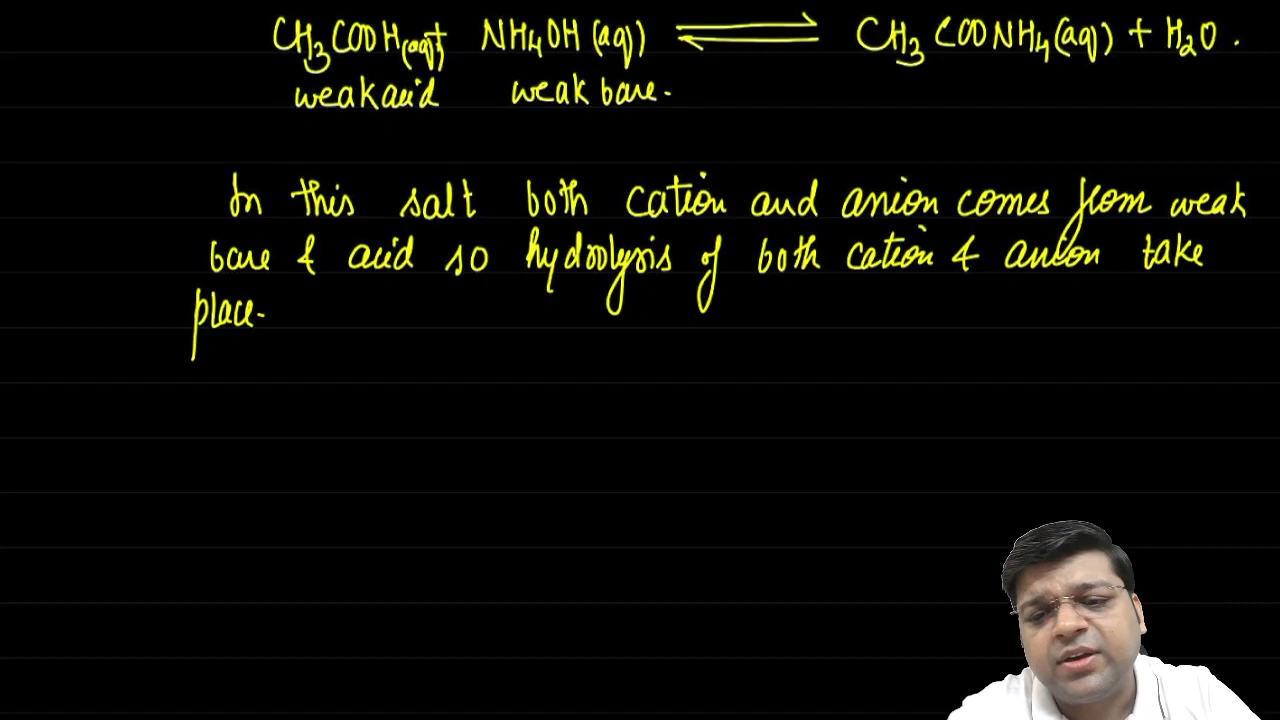 CH₃COOH(aq)+ NH₄OH (aq) ⇌ CH₃COONH₄(aq) + H₂O.
weak acid weak base.
In this salt both cation and anion comes from weak
base & acid so hydrolysis of both cation & anion take
place.